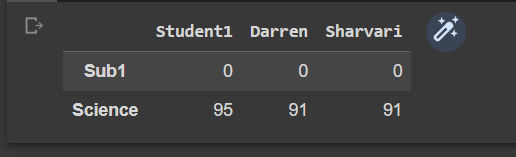 Student1 Darren Sharvari
Sub1 0 0 0
Science 95 91 91